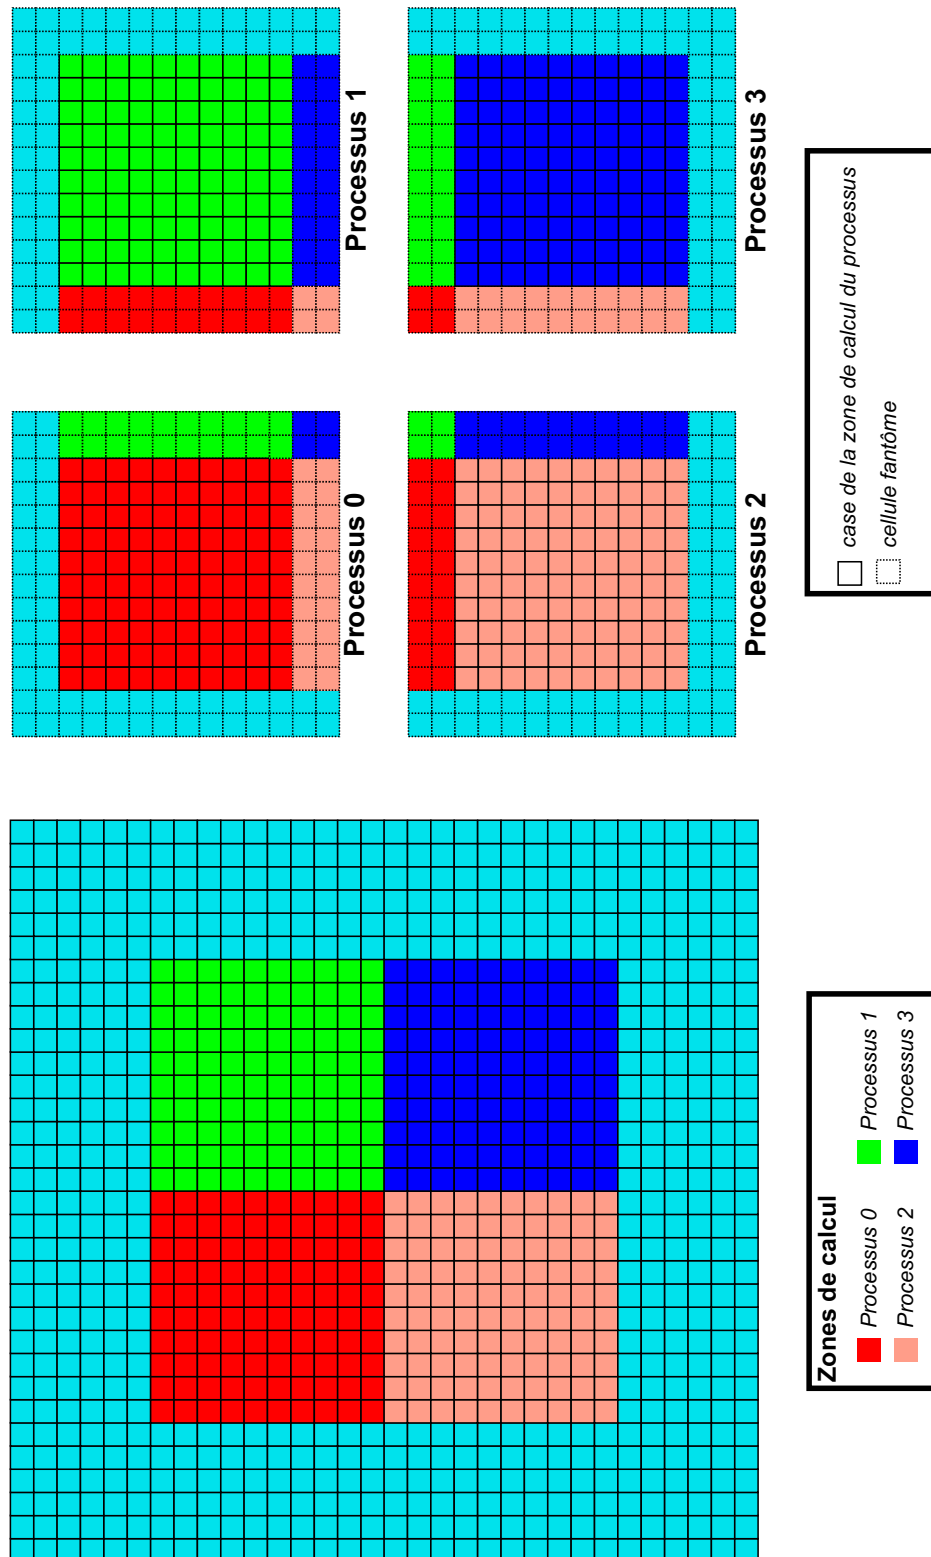 Processus 0
Processus 1
Processus 2
Processus 3
Zones de calcul
Processus 0
Processus 1
Processus 2
Processus 3
case de la zone de calcul du processus
cellule fantôme